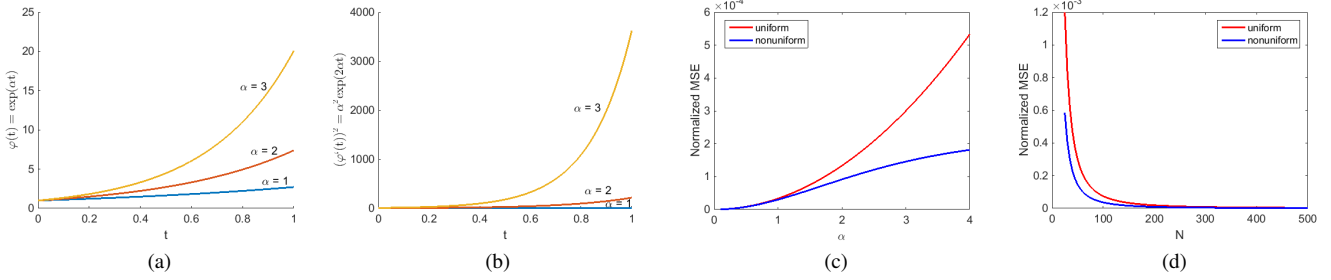 φ(t) = exp(αt)
25
20
15
10
5
0
α = 3
α = 2
α = 1
0 0.2 0.4 0.6 0.8 1
t
(a)
(φ'(t))² = α² exp(2αt)
4000
3000
2000
1000
0
α = 3
α = 2
α = 1
0 0.2 0.4 0.6 0.8 1
t
(b)
×10⁻⁴
Normalized MSE
6
5
4
3
2
1
0
uniform
nonuniform
0 1 2 3 4
α
(c)
×10⁻³
Normalized MSE
1.2
1
0.8
0.6
0.4
0.2
0
uniform
nonuniform
0 100 200 300 400 500
N
(d)